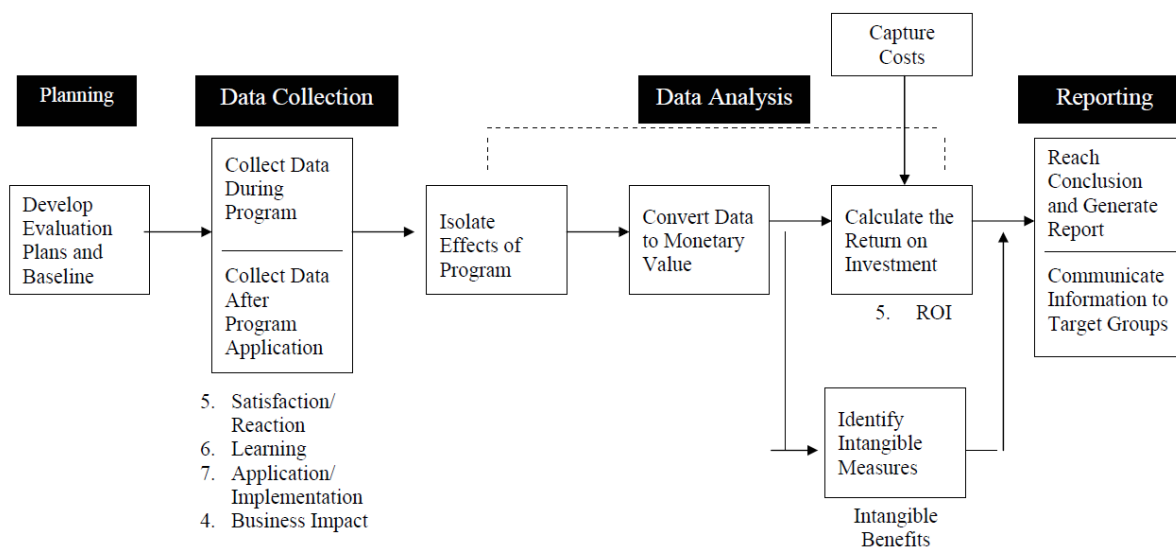 Capture
Costs
Planning
Data Collection
Data Analysis
Reporting
Develop
Evaluation
Plans and
Baseline
Collect Data
During
Program
Collect Data
After
Program
Application
5. Satisfaction/
Reaction
6. Learning
7. Application/
Implementation
4. Business Impact
Isolate
Effects of
Program
Convert Data
to Monetary
Value
Calculate the
Return on
Investment
5. ROI
Identify
Intangible
Measures
Intangible
Benefits
Reach
Conclusion
and Generate
Report
Communicate
Information to
Target Groups